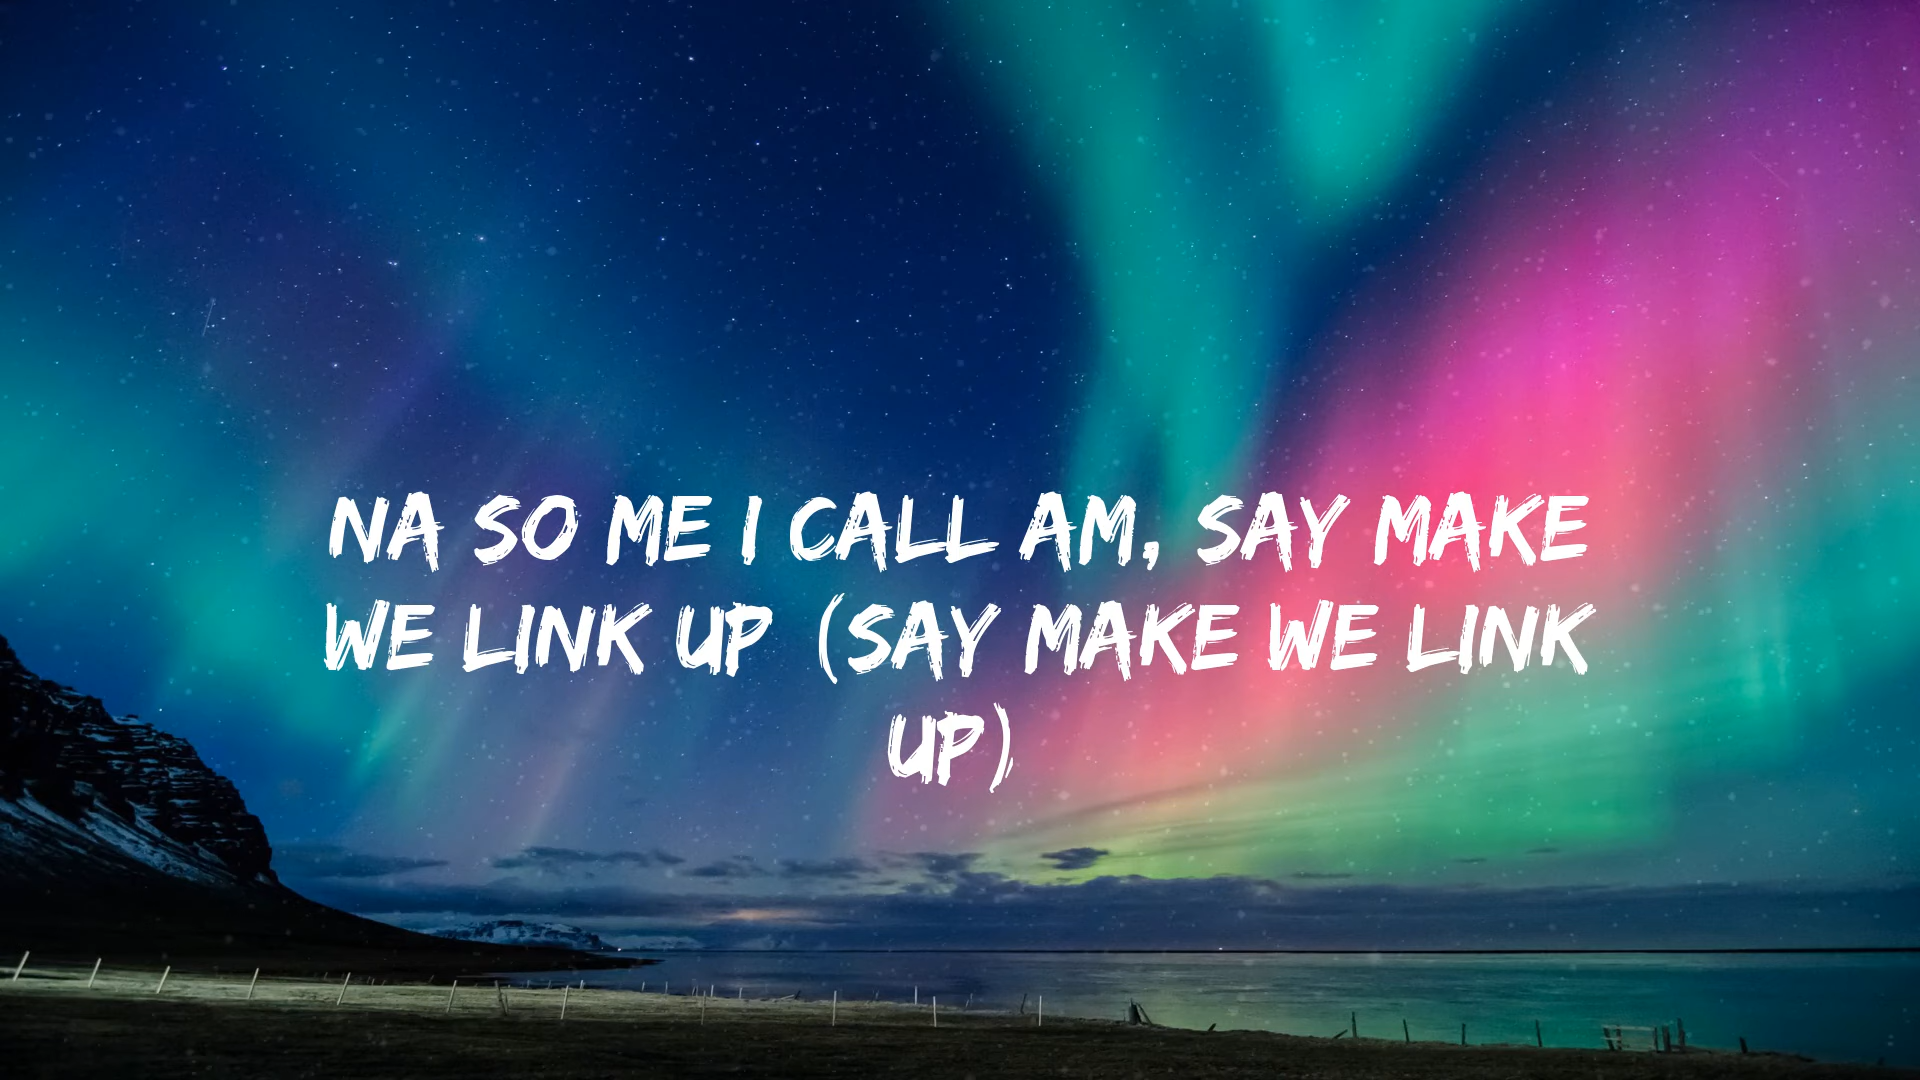 NA SO ME I CALL AM, SAY MAKE
WE LINK UP (SAY MAKE WE LINK
UP)